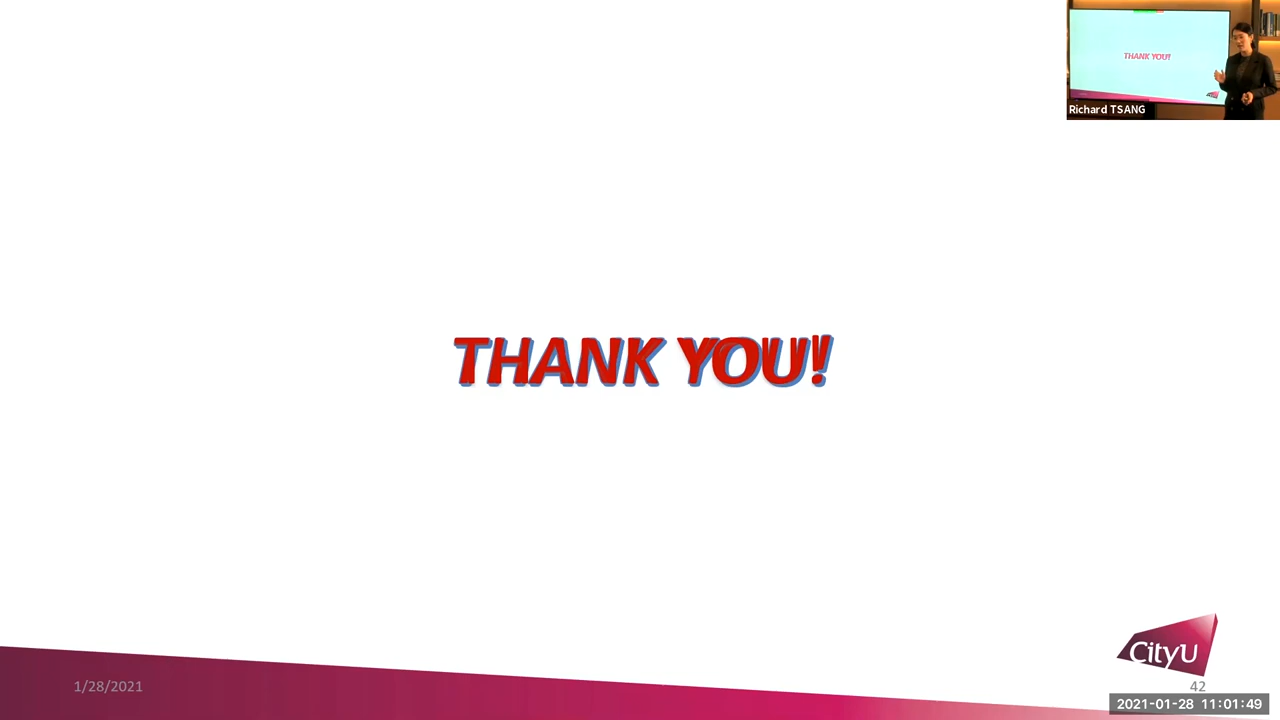 THANK YOU!
Richard TSANG
THANK YOU!
CityU
1/28/2021
42
2021-01-28 11:01:49